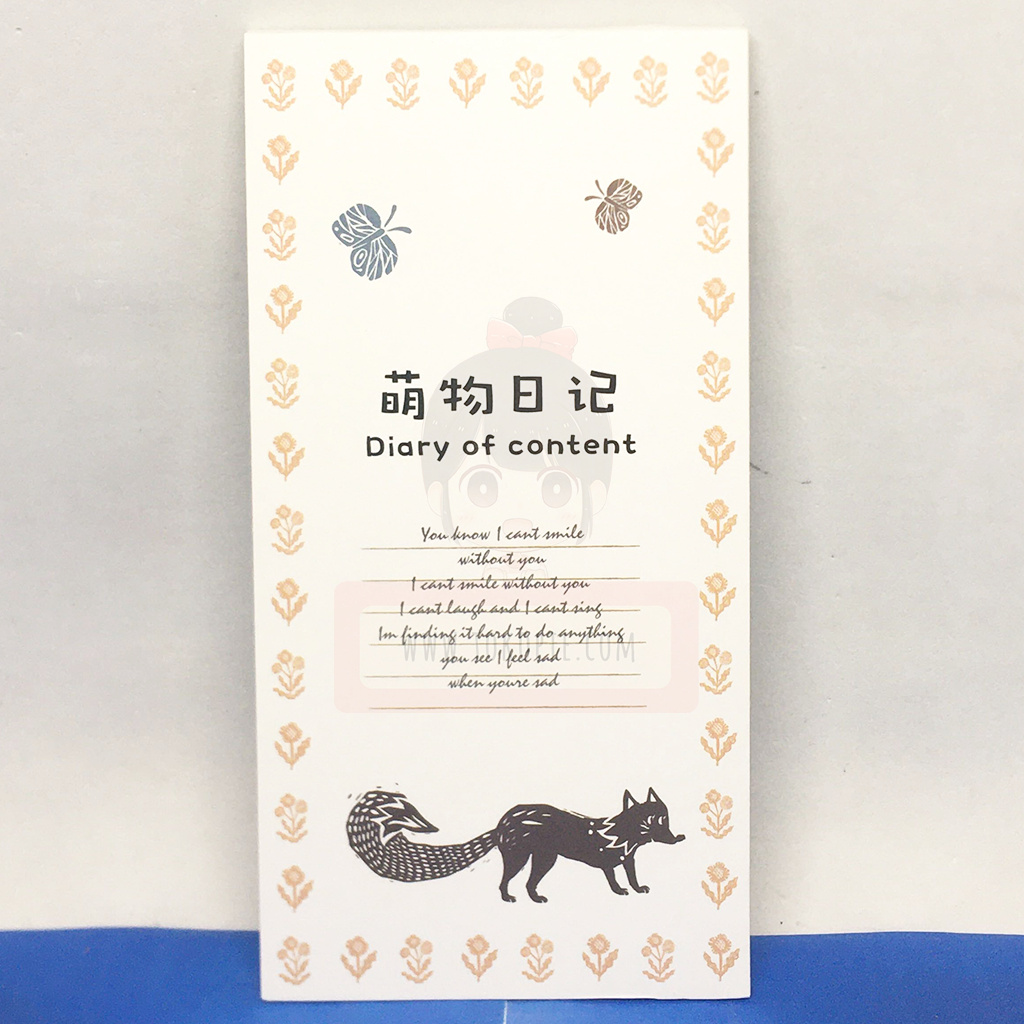 萌物日记
Diary of content
You know I cant smile
without you
I cant smile without you
I cant laugh and I cant sing
Im finding it hard to do anything
you see I feel sad
when youre sad